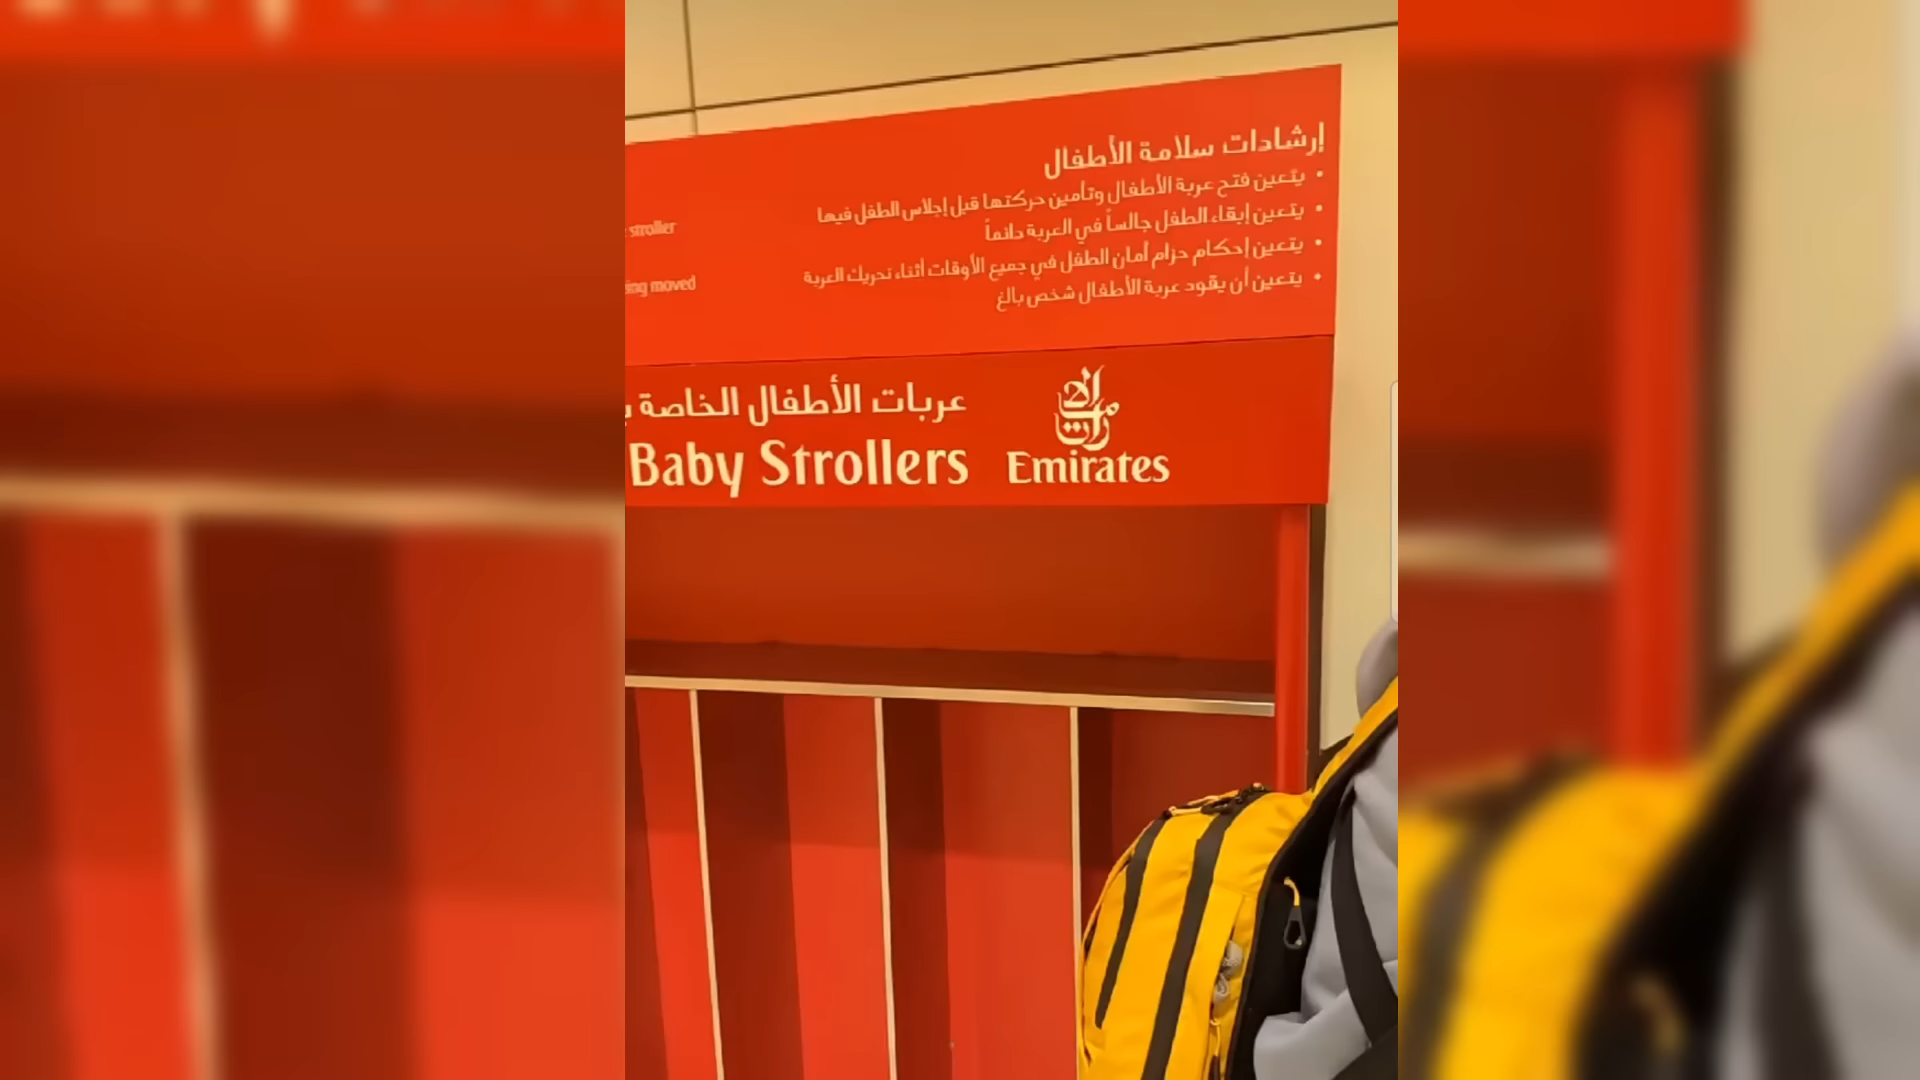 إرشادات سلامة الأطفال
• يتعين فتح عربة الأطفال وتأمين حركتها قبل إجلاس الطفل فيها
• يتعين إبقاء الطفل جالساً في العربة دائماً
• يتعين إحكام حزام أمان الطفل في جميع الأوقات أثناء تحريك العربة
• يتعين أن يقود عربة الأطفال شخص بالغ
stroller
moved
عربات الأطفال الخاصة
Baby Strollers
الإمارات
Emirates